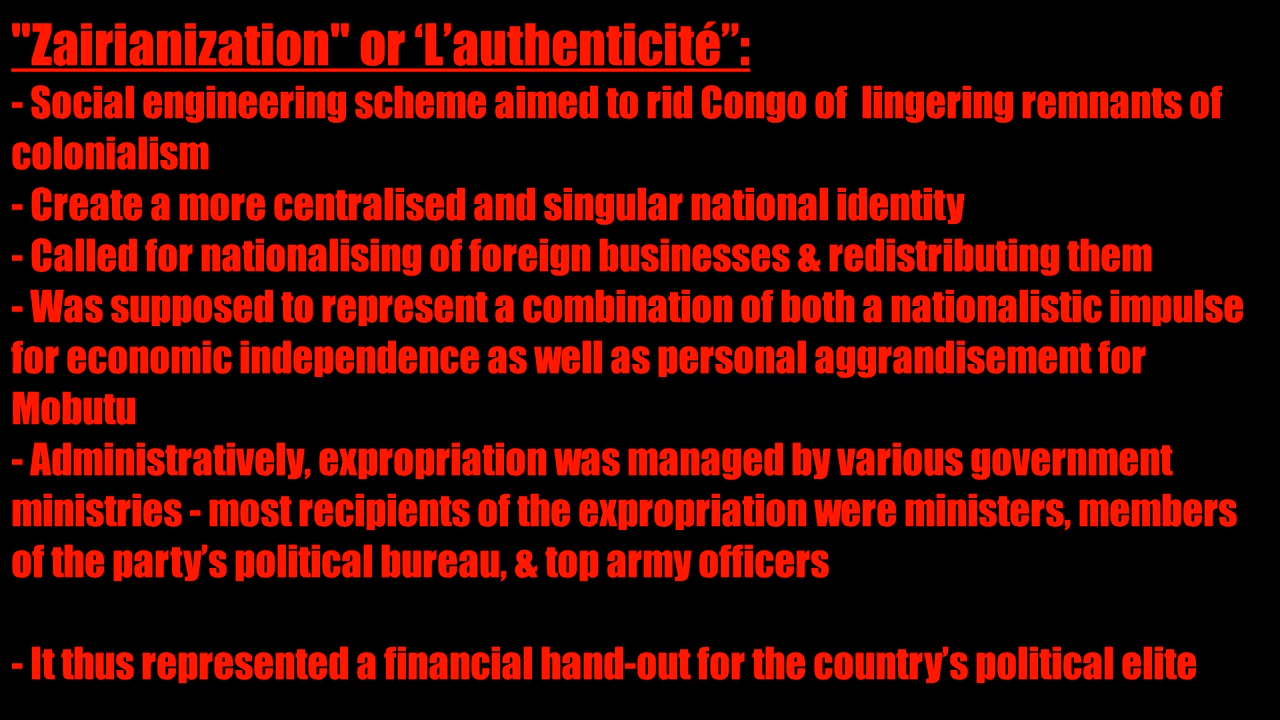 "Zairianization" or ‘L’authenticité”:
- Social engineering scheme aimed to rid Congo of  lingering remnants of
colonialism
- Create a more centralised and singular national identity
- Called for nationalising of foreign businesses & redistributing them
- Was supposed to represent a combination of both a nationalistic impulse
for economic independence as well as personal aggrandisement for
Mobutu
- Administratively, expropriation was managed by various government
ministries - most recipients of the expropriation were ministers, members
of the party’s political bureau, & top army officers
- It thus represented a financial hand-out for the country’s political elite